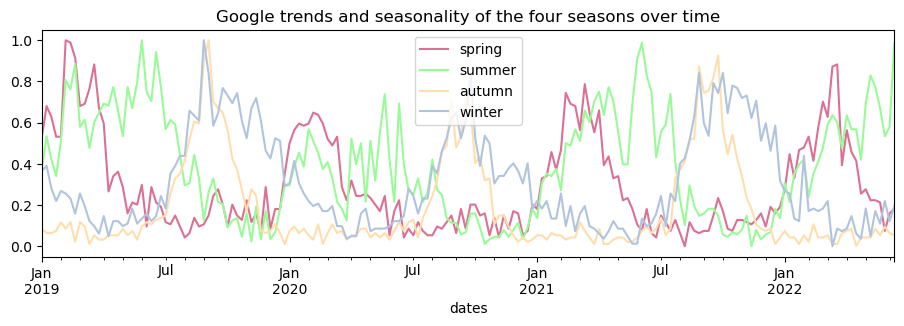 Google trends and seasonality of the four seasons over time
spring
summer
autumn
winter
1.0
0.8
0.6
0.4
0.2
0.0
Jan Jul Jan Jul Jan Jul Jan
2019 2020 2021 2022
dates